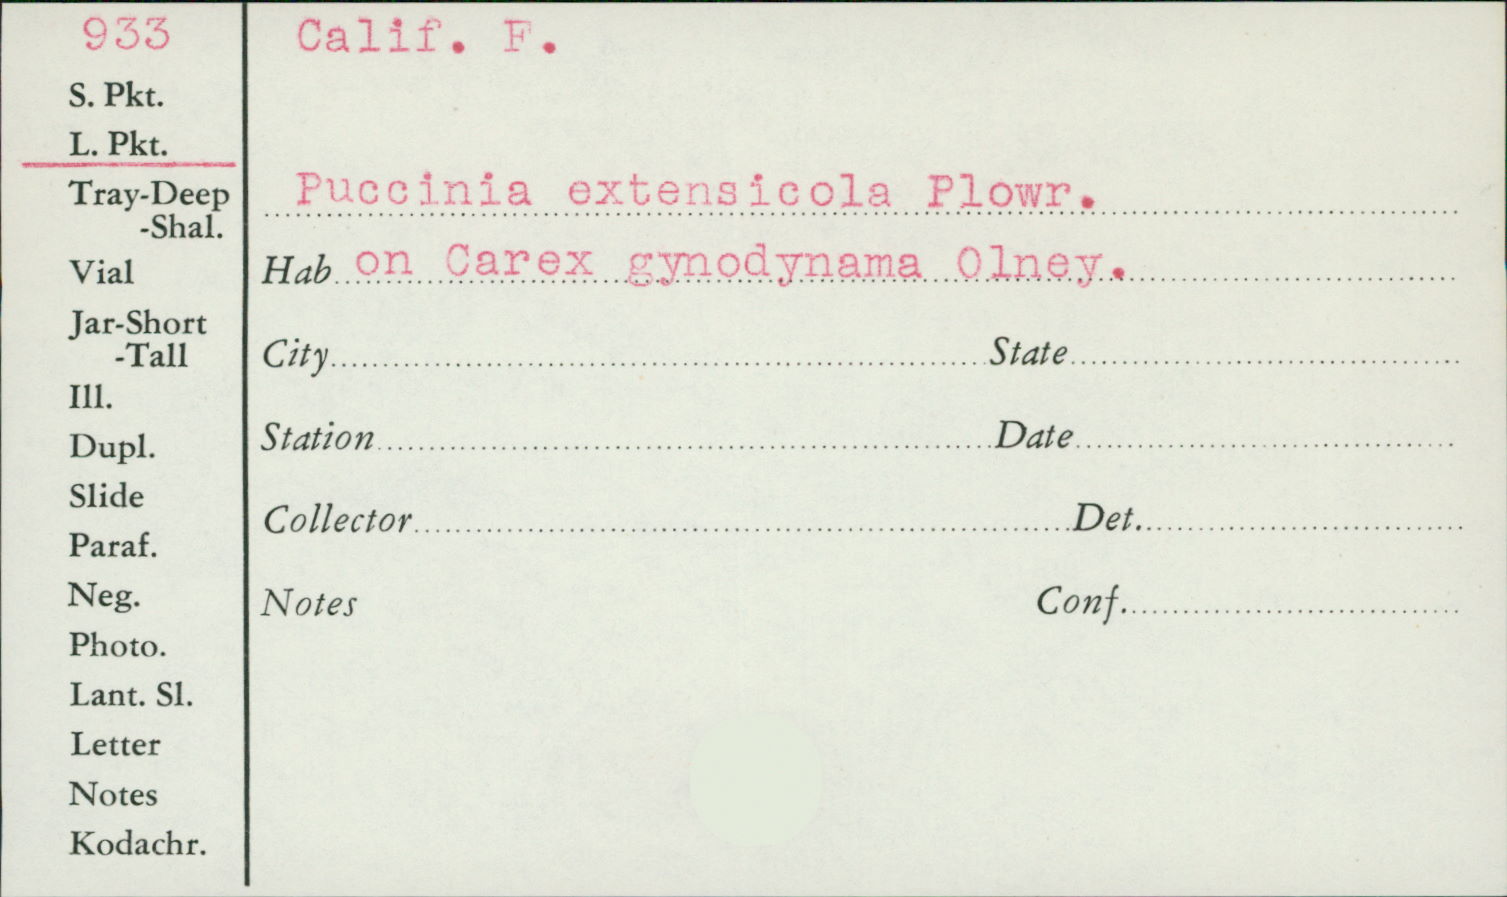 933
Calif. F.
S. Pkt.
L. Pkt.
Tray-Deep
-Shal.
Vial
Jar-Short
-Tall
Ill.
Dupl.
Slide
Paraf.
Neg.
Photo.
Lant. Sl.
Letter
Notes
Kodachr.
Puccinia extensicola Plowr.
Hab on Carex gynodynama Olney.
City State
Station Date
Collector Det.
Notes Conf.